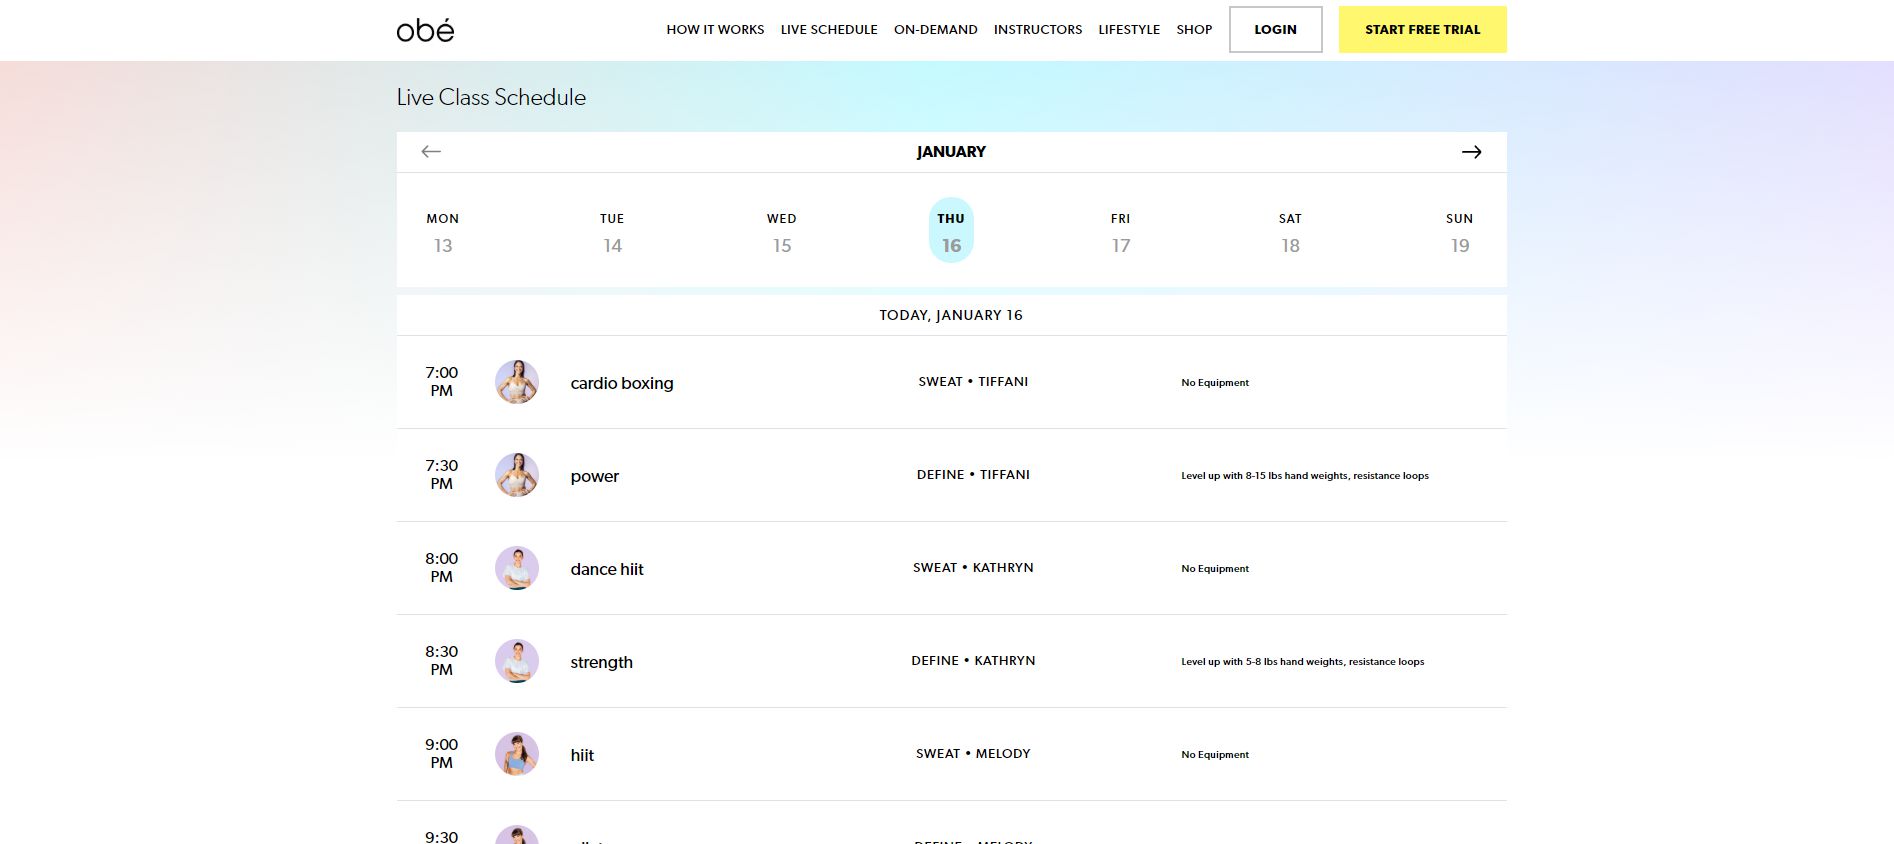 obé
HOW IT WORKS LIVE SCHEDULE ON-DEMAND INSTRUCTORS LIFESTYLE SHOP LOGIN START FREE TRIAL
Live Class Schedule
JANUARY
MON TUE WED THU FRI SAT SUN
13 14 15 16 17 18 19
TODAY, JANUARY 16
7:00 PM cardio boxing SWEAT • TIFFANI No Equipment
7:30 PM power DEFINE • TIFFANI Level up with 8-15 lbs hand weights, resistance loops
8:00 PM dance hiit SWEAT • KATHRYN No Equipment
8:30 PM strength DEFINE • KATHRYN Level up with 5-8 lbs hand weights, resistance loops
9:00 PM hiit SWEAT • MELODY No Equipment
9:30 DEFINE • MELODY